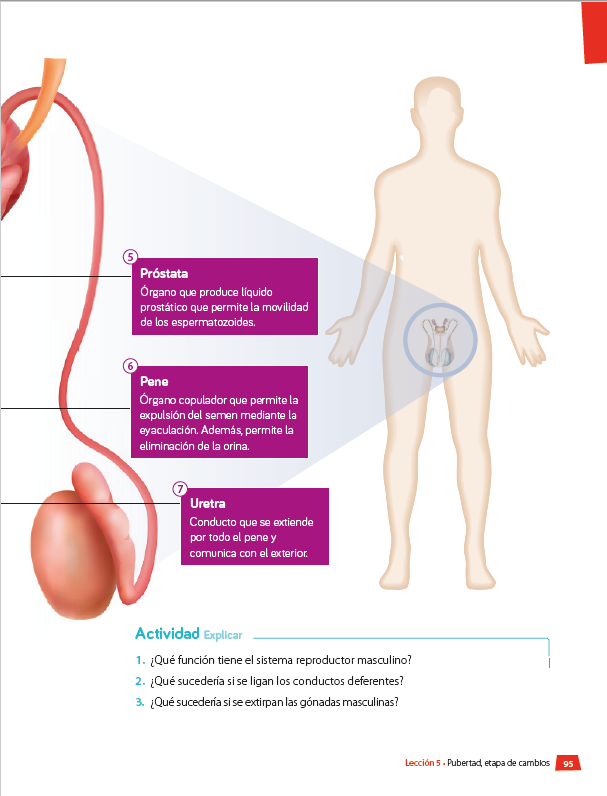 5
Próstata
Órgano que produce líquido
prostático que permite la movilidad
de los espermatozoides.
6
Pene
Órgano copulador que permite la
expulsión del semen mediante la
eyaculación. Además, permite la
eliminación de la orina.
7
Uretra
Conducto que se extiende
por todo el pene y
comunica con el exterior.
Actividad Explicar
1. ¿Qué función tiene el sistema reproductor masculino?
2. ¿Qué sucedería si se ligan los conductos deferentes?
3. ¿Qué sucedería si se extirpan las gónadas masculinas?
Lección 5 • Pubertad, etapa de cambios 95